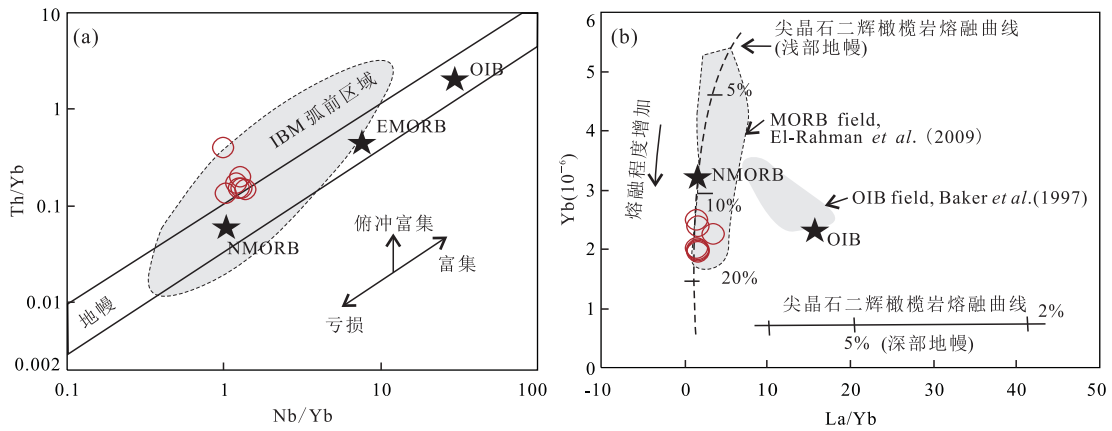 (a)
10
1
0.1
0.01
0.002
Th/Yb
0.1
1
10
100
Nb/Yb
IBM 弧前区域
OIB
EMORB
NMORB
地幔
俯冲富集
富集
亏损
(b)
6
5
4
3
2
1
0
Yb(10⁻⁶)
-10
0
10
20
30
40
50
La/Yb
尖晶石二辉橄榄岩熔融曲线
(浅部地幔)
5%
熔融程度增加
MORB field,
El-Rahman et al. (2009)
NMORB
10%
OIB field, Baker et al.(1997)
OIB
20%
尖晶石二辉橄榄岩熔融曲线
2%
5% (深部地幔)